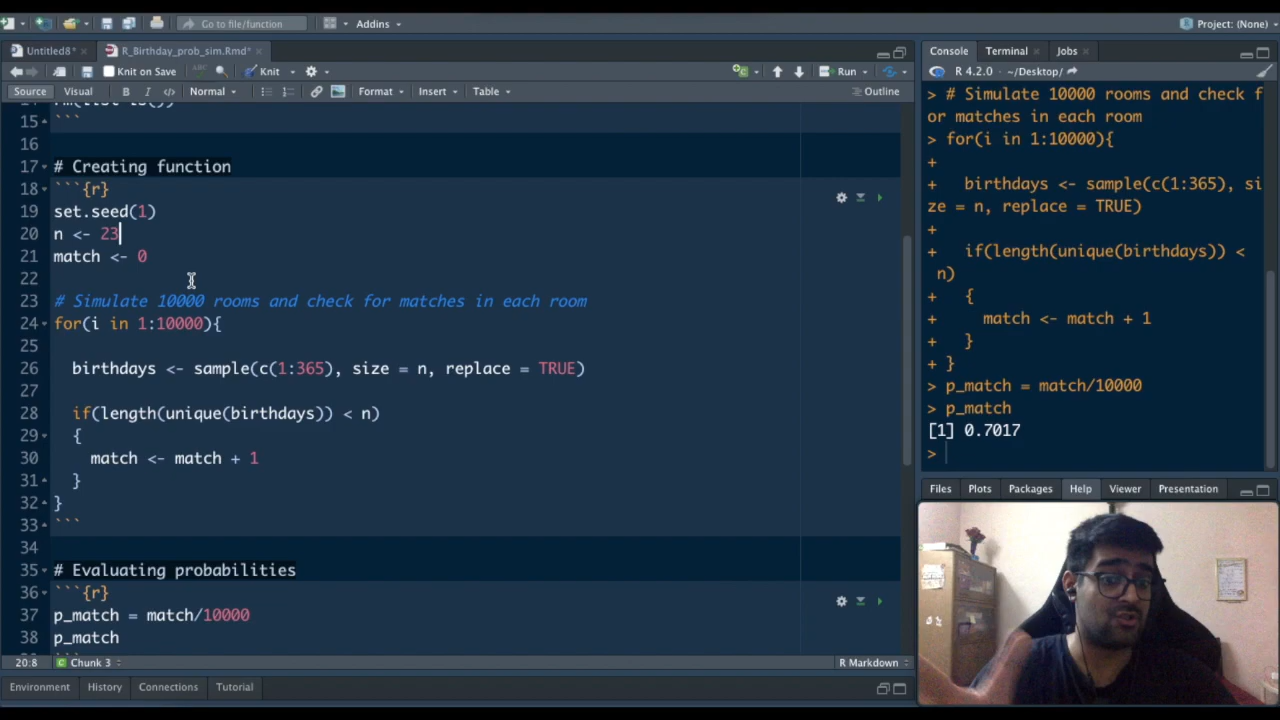 Go to file/function
Addins
Project: (None)
Untitled8*
R_Birthday_prob_sim.Rmd*
Knit on Save
ABC
Knit
Run
Source
Visual
B
I
</>
Normal
Format
Insert
Table
Outline
15
```
16
17
# Creating function
18
```{r}
19
set.seed(1)
20
n <- 23
21
match <- 0
22
23
# Simulate 10000 rooms and check for matches in each room
24
for(i in 1:10000){
25
26
birthdays <- sample(c(1:365), size = n, replace = TRUE)
27
28
if(length(unique(birthdays)) < n)
29
{
30
match <- match + 1
31
}
32
}
33
```
34
35
# Evaluating probabilities
36
```{r}
37
p_match = match/10000
38
p_match
20:8
Chunk 3
R Markdown
Environment
History
Connections
Tutorial
Console
Terminal
Jobs
R 4.2.0 · ~/Desktop/
> # Simulate 10000 rooms and check f
or matches in each room
> for(i in 1:10000){
+
+ birthdays <- sample(c(1:365), si
ze = n, replace = TRUE)
+
+ if(length(unique(birthdays)) <
n)
+ {
+ match <- match + 1
+ }
+ }
> p_match = match/10000
> p_match
[1] 0.7017
>
Files
Plots
Packages
Help
Viewer
Presentation